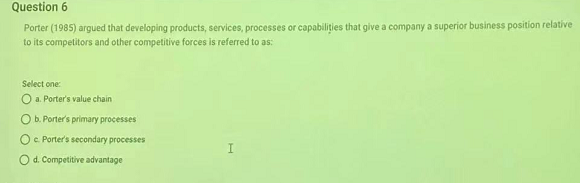 Question 6
Porter (1985) argued that developing products, services, processes or capabilities that give a company a superior business position relative
to its competitors and other competitive forces is referred to as:
Select one:
a. Porter's value chain
b. Porter's primary processes
c. Porter's secondary processes
d. Competitive advantage